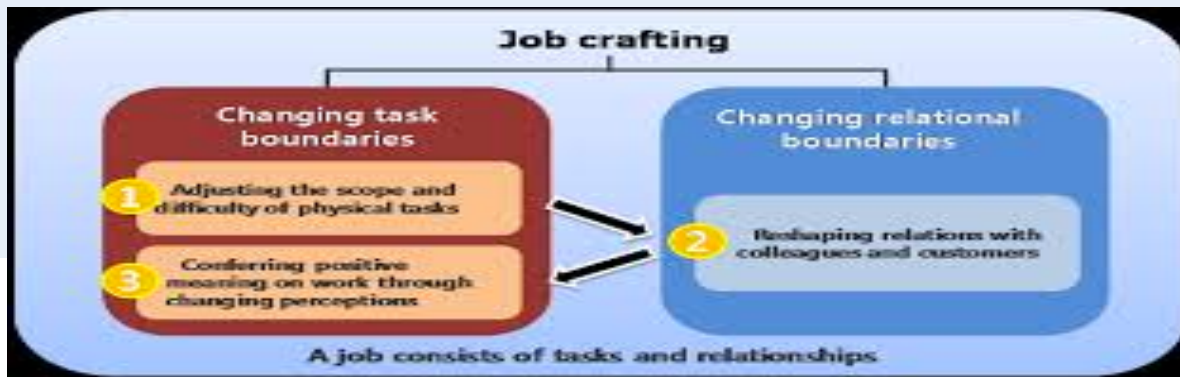 Job crafting
Changing task
boundaries
1
Adjusting the scope and
difficulty of physical tasks
3
Conferring positive
meaning on work through
changing perceptions
Changing relational
boundaries
2
Reshaping relations with
colleagues and customers
A job consists of tasks and relationships